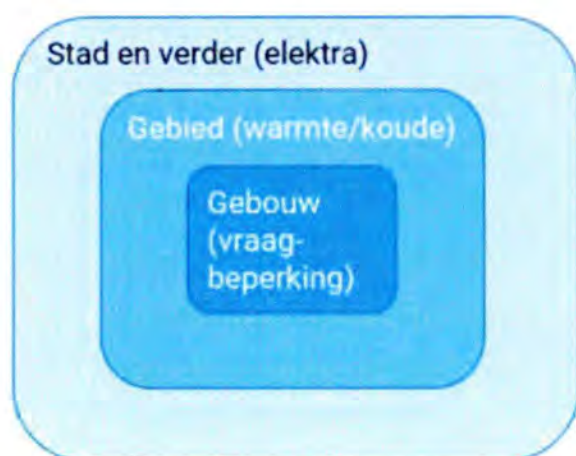 Stad en verder (elektra)
Gebied (warmte/koude)
Gebouw
(vraag-
beperking)